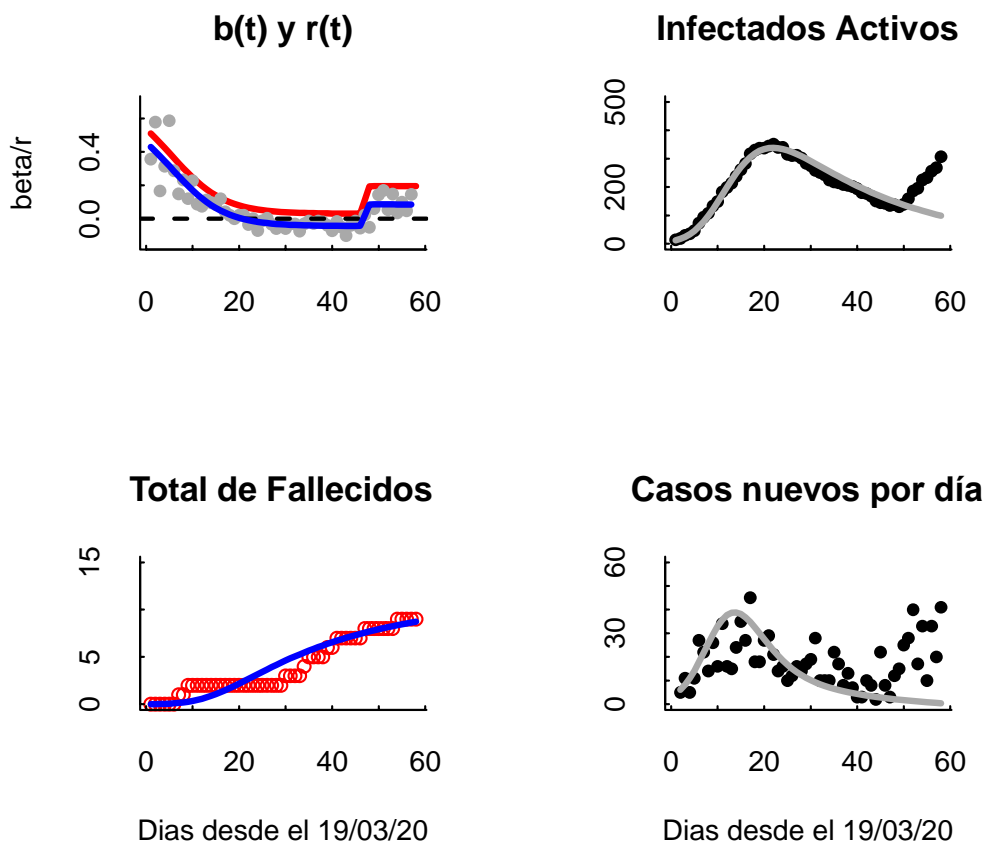 b(t) y r(t)
beta/r
0.0 0.4
0 20 40 60
Infectados Activos
0 200 500
0 20 40 60
Total de Fallecidos
0 5 15
0 20 40 60
Dias desde el 19/03/20
Casos nuevos por día
0 30 60
0 20 40 60
Dias desde el 19/03/20